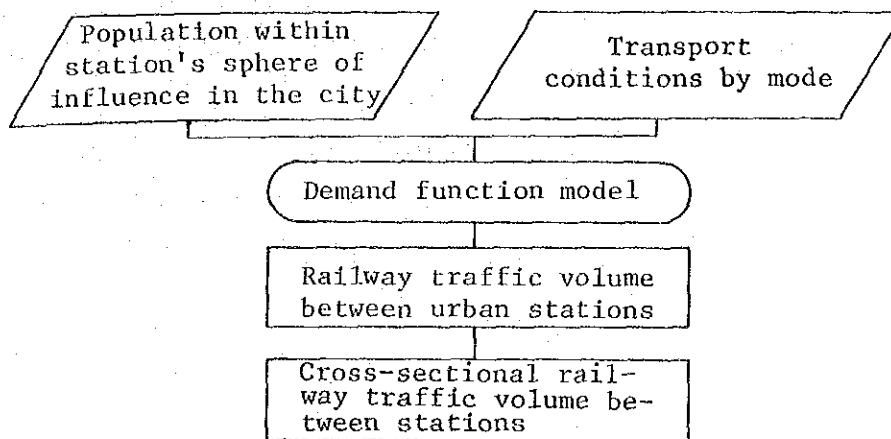 Population within
station's sphere of
influence in the city
Transport
conditions by mode
Demand function model
Railway traffic volume
between urban stations
Cross-sectional rail-
way traffic volume be-
tween stations